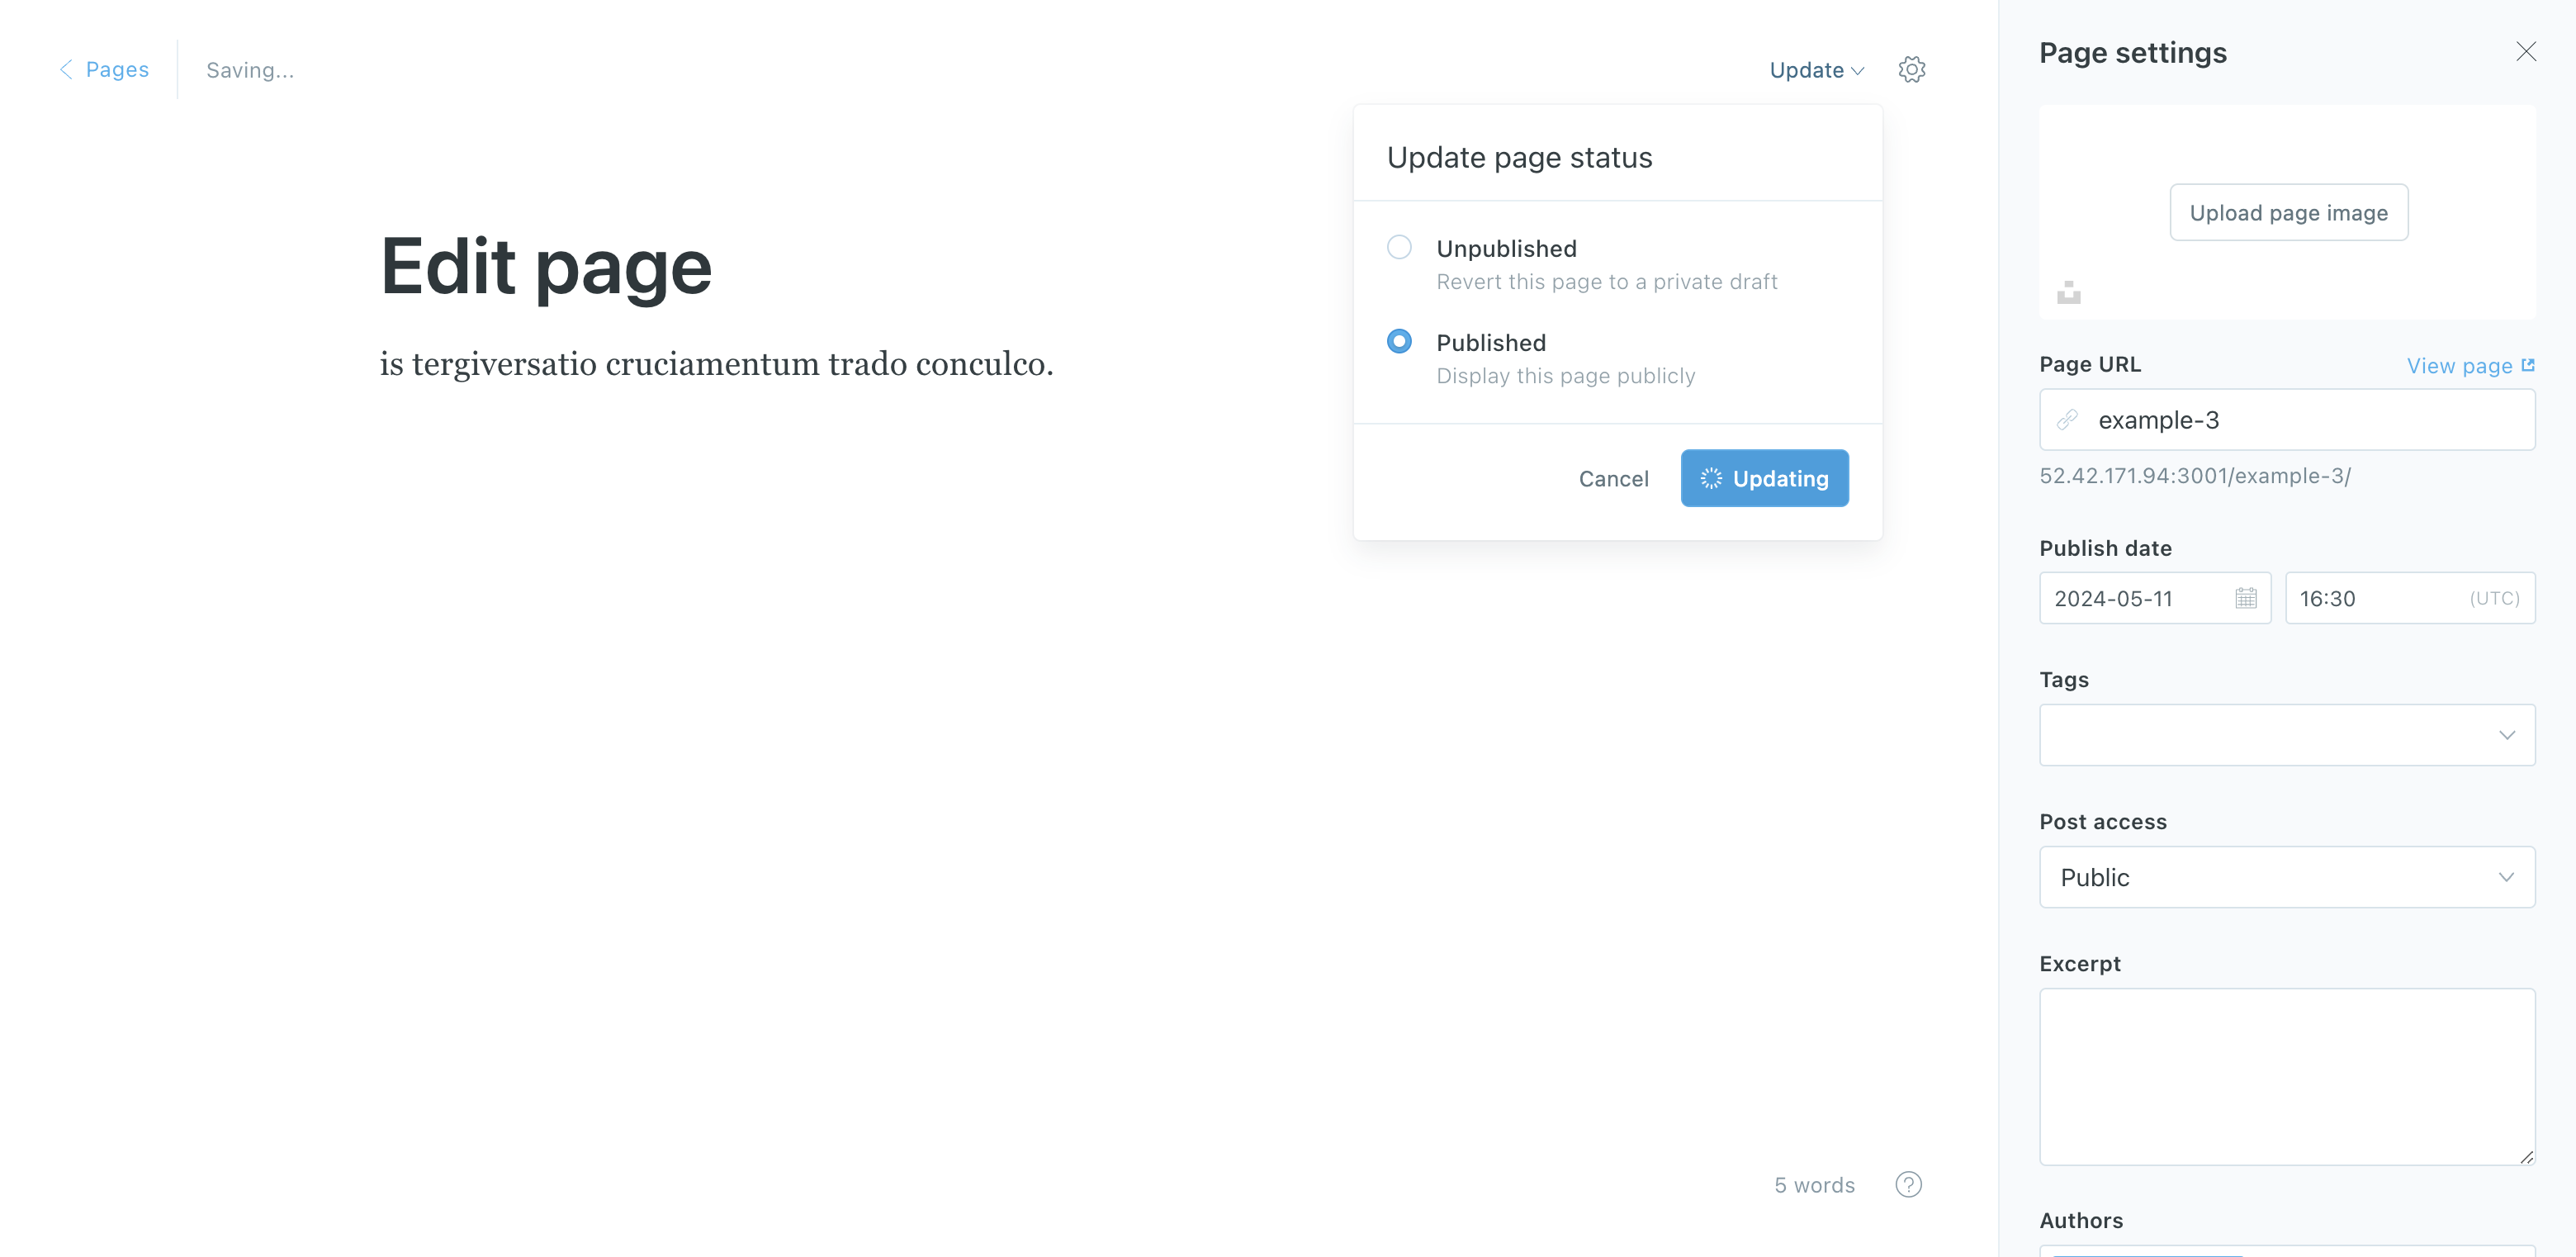 Pages
Saving...
Update
Update page status
Unpublished
Revert this page to a private draft
Published
Display this page publicly
Cancel
Updating
Edit page
is tergiversatio cruciamentum trado conculco.
5 words
?
Page settings
Upload page image
Page URL
View page
example-3
52.42.171.94:3001/example-3/
Publish date
2024-05-11
16:30 (UTC)
Tags
Post access
Public
Excerpt
Authors